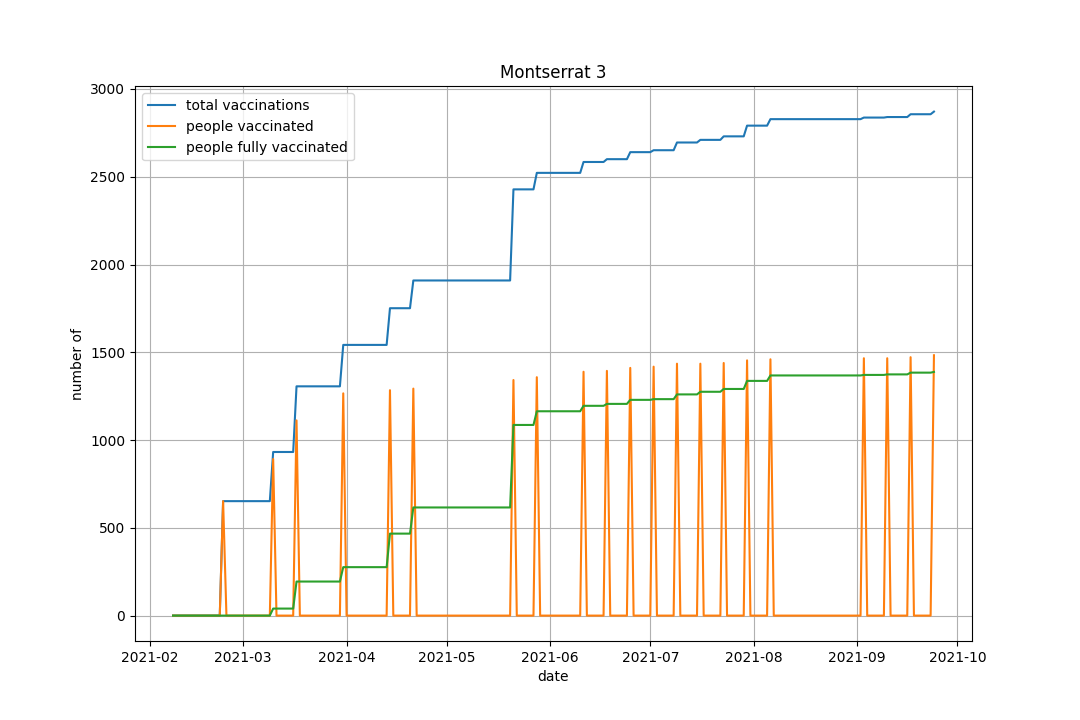 Montserrat 3
total vaccinations
people vaccinated
people fully vaccinated
3000
2500
2000
1500
1000
500
0
number of
2021-02 2021-03 2021-04 2021-05 2021-06 2021-07 2021-08 2021-09 2021-10
date